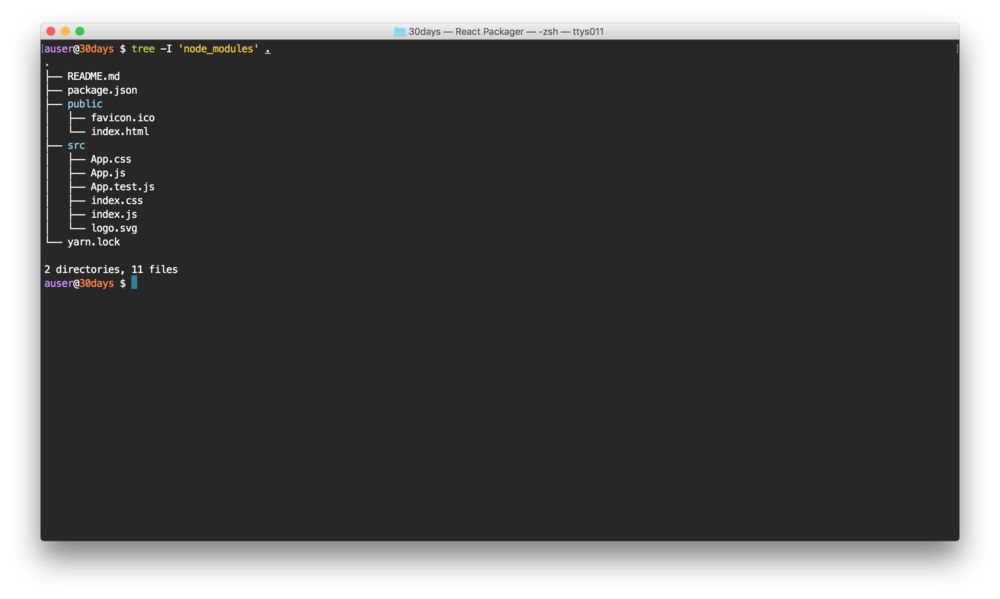 30days — React Packager — -zsh — ttys011
auser@30days $ tree -I 'node_modules' .
.
├── README.md
├── package.json
├── public
│   ├── favicon.ico
│   └── index.html
├── src
│   ├── App.css
│   ├── App.js
│   ├── App.test.js
│   ├── index.css
│   ├── index.js
│   └── logo.svg
└── yarn.lock
2 directories, 11 files
auser@30days $